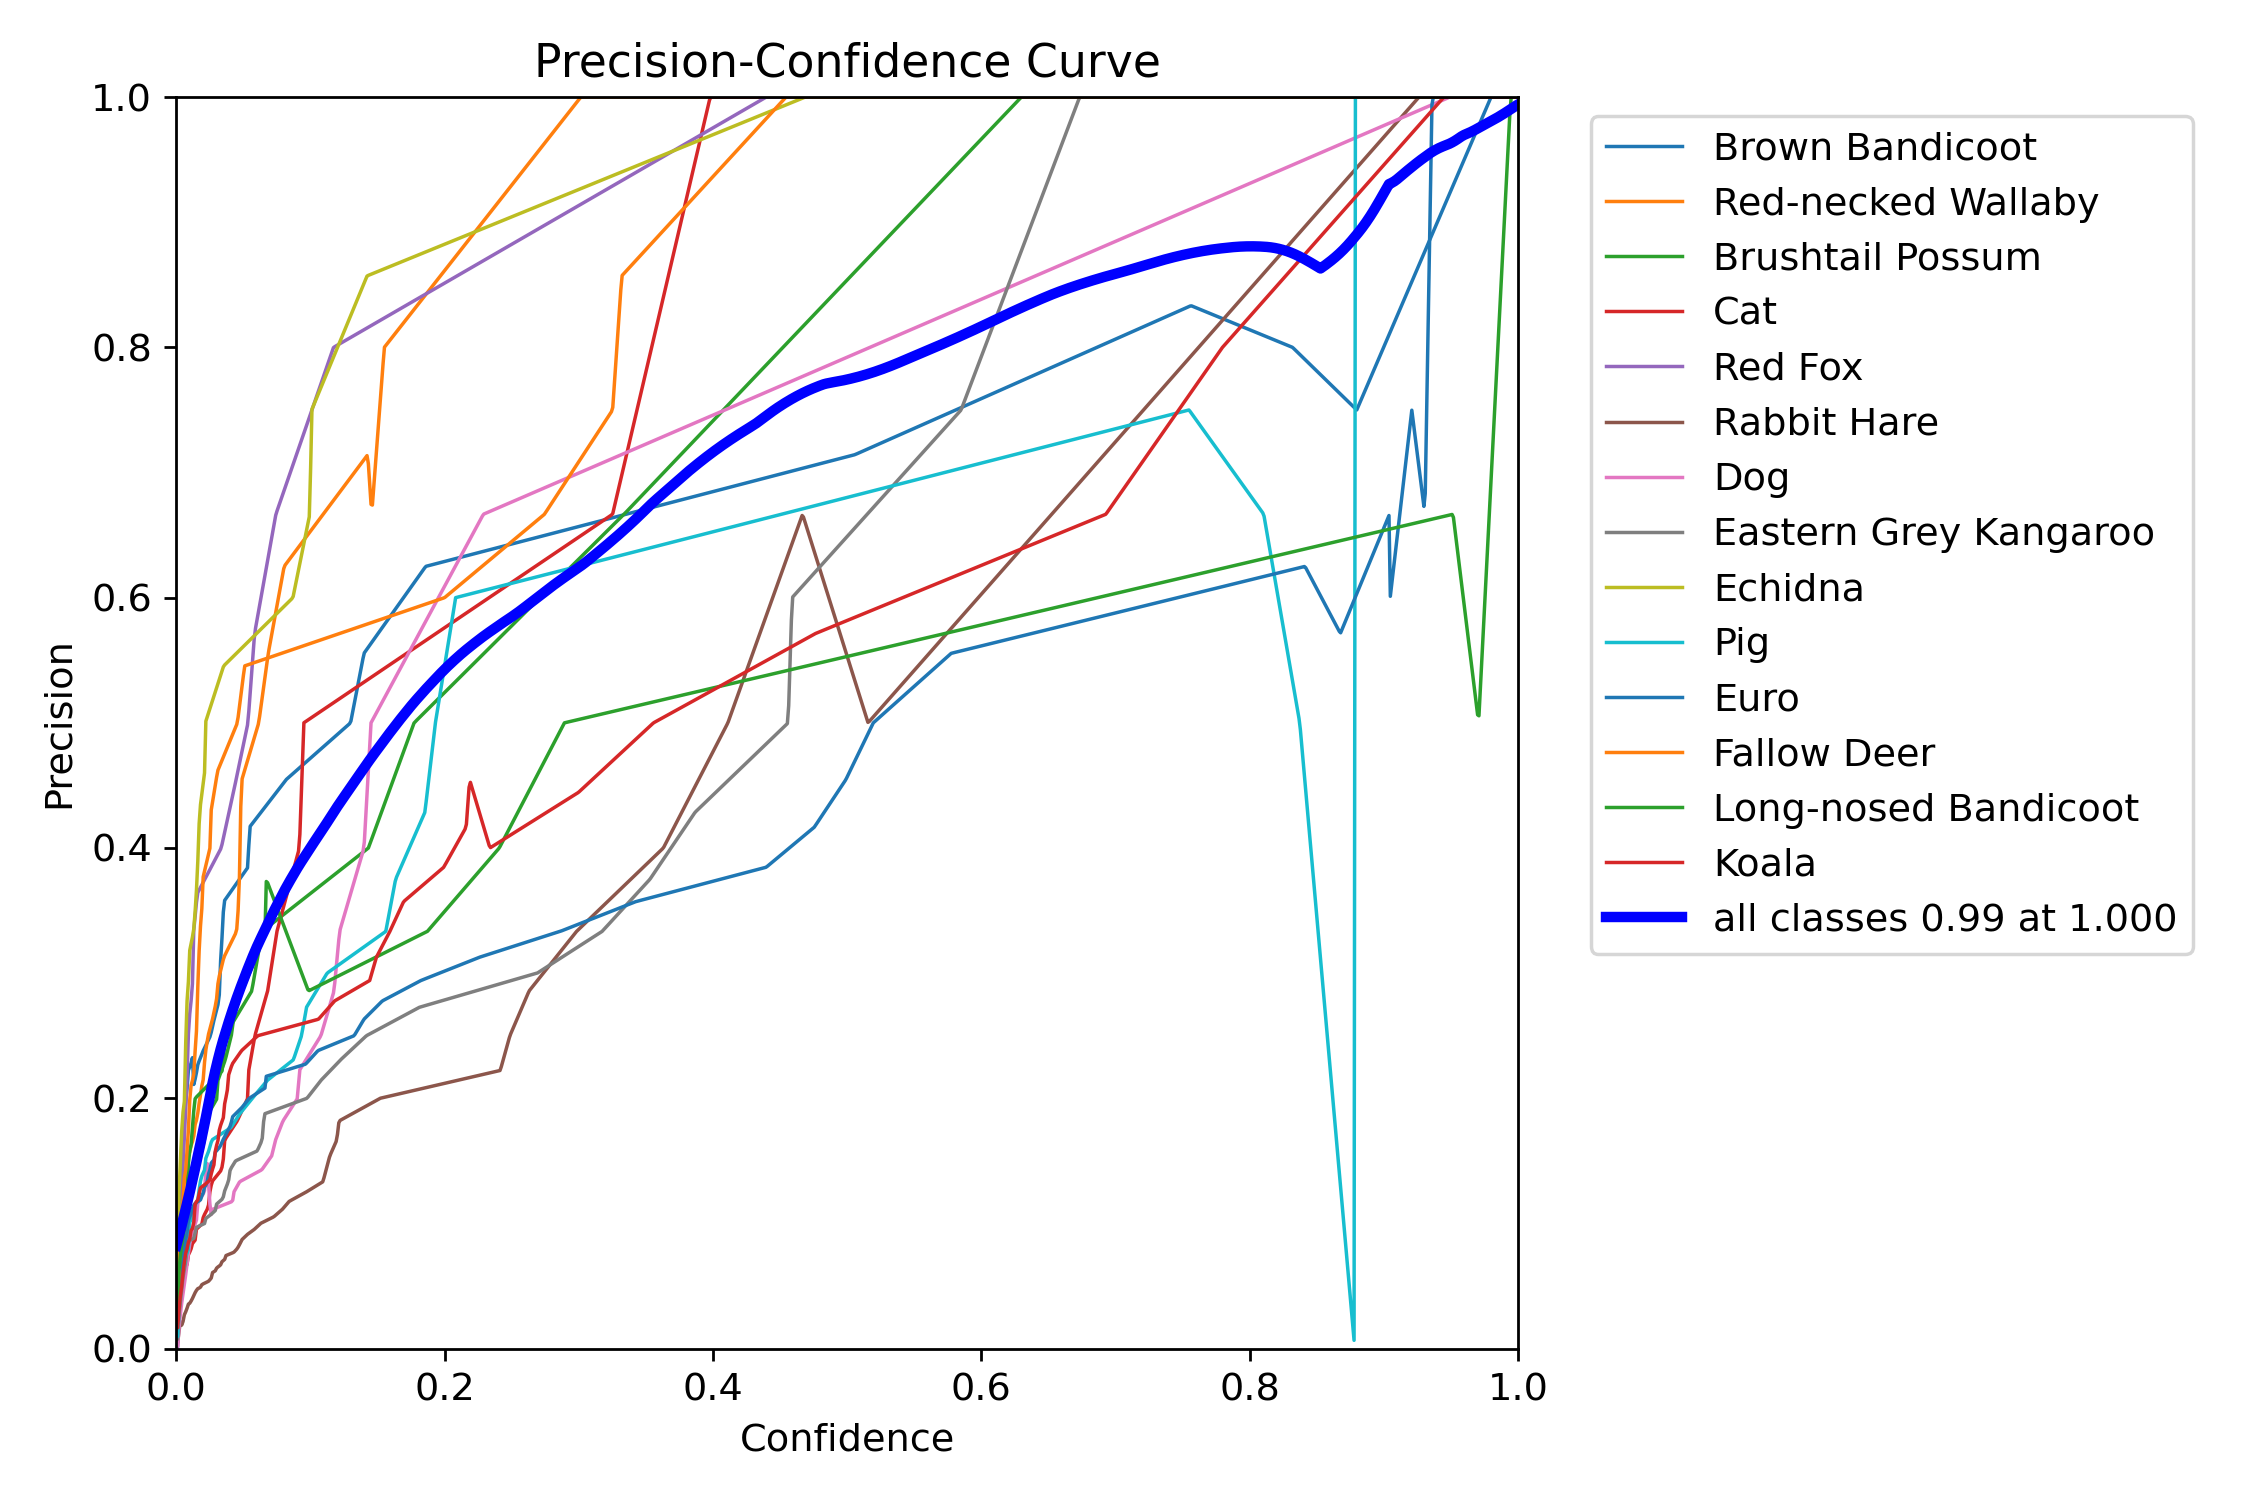 Precision-Confidence Curve
1.0
0.8
0.6
0.4
0.2
0.0
Precision
0.0 0.2 0.4 0.6 0.8 1.0
Confidence
Brown Bandicoot
Red-necked Wallaby
Brushtail Possum
Cat
Red Fox
Rabbit Hare
Dog
Eastern Grey Kangaroo
Echidna
Pig
Euro
Fallow Deer
Long-nosed Bandicoot
Koala
all classes 0.99 at 1.000